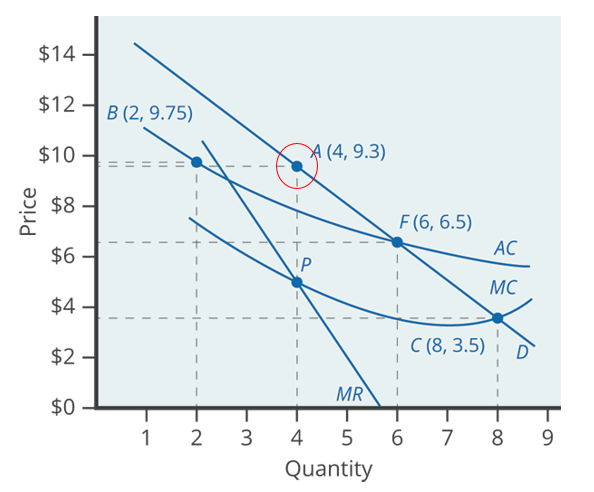 $14
$12
B (2, 9.75)
$10
A (4, 9.3)
$8
F (6, 6.5)
Price
$6
P
AC
MC
$4
C (8, 3.5)
D
$2
MR
$0
1 2 3 4 5 6 7 8 9
Quantity